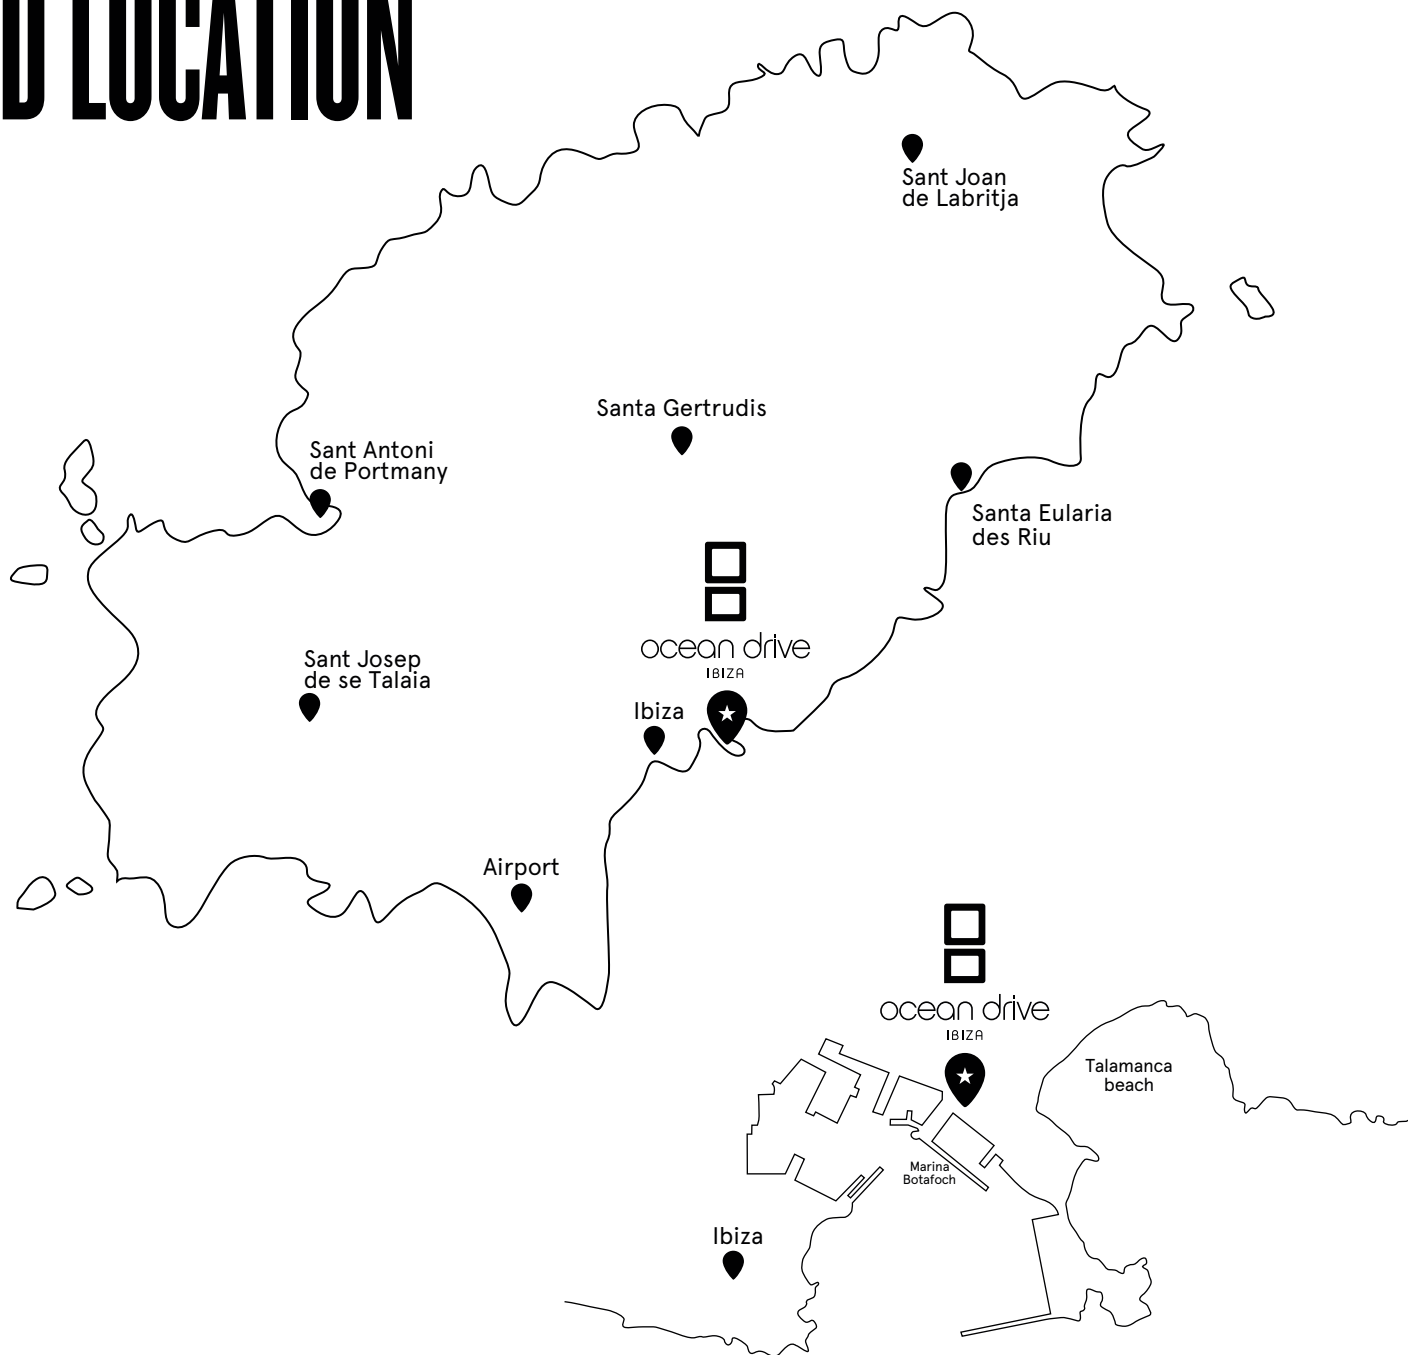 D LOCATION
Sant Joan
de Labritja
Santa Gertrudis
Sant Antoni
de Portmany
Santa Eularia
des Riu
ocean drive
IBIZA
Sant Josep
de se Talaia
Ibiza
Airport
ocean drive
IBIZA
Talamanca
beach
Marina
Botafoch
Ibiza